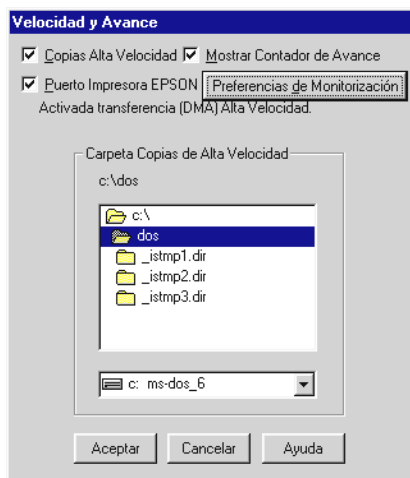 Velocidad y Avance
Copias Alta Velocidad Mostrar Contador de Avance
Puerto Impresora EPSON Preferencias de Monitorización
Activada transferencia (DMA) Alta Velocidad.
Carpeta Copias de Alta Velocidad
c:\dos
c:\
dos
_istmp1.dir
_istmp2.dir
_istmp3.dir
c: ms-dos_6
Aceptar Cancelar Ayuda